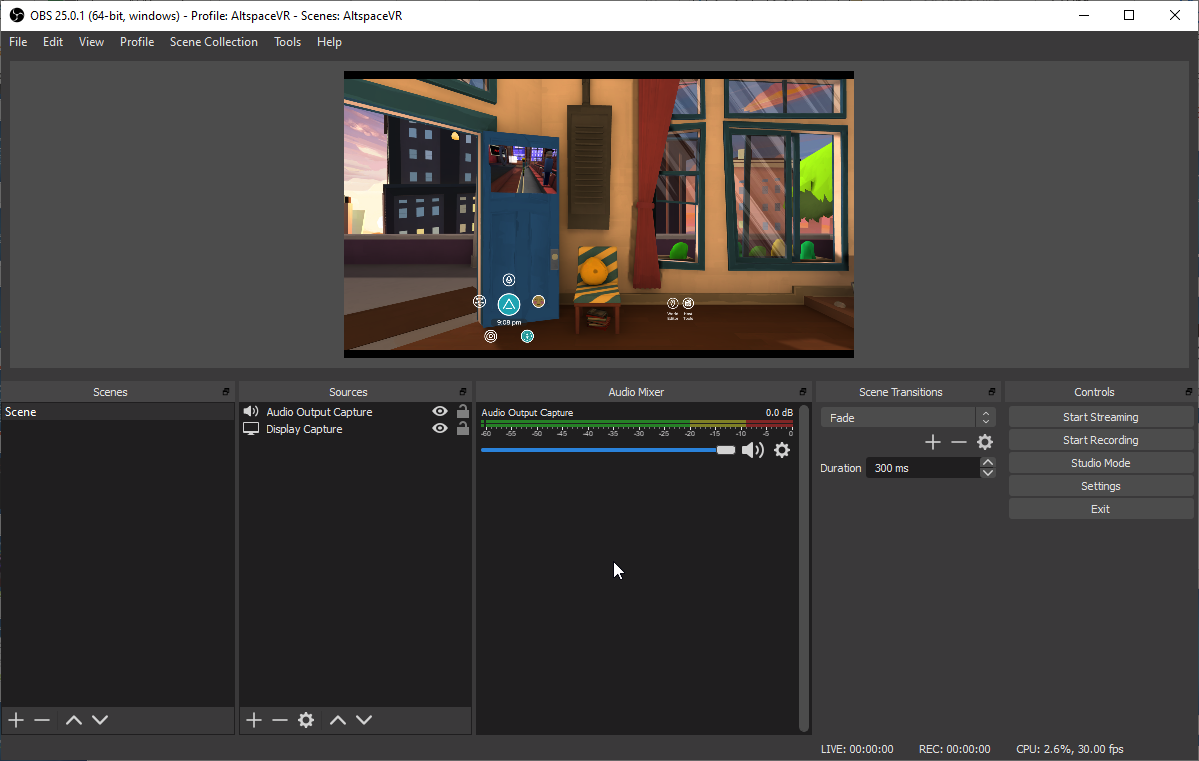 OBS 25.0.1 (64-bit, windows) - Profile: AltspaceVR - Scenes: AltspaceVR
File Edit View Profile Scene Collection Tools Help
9:08 pm
World Editor
Host Tools
Scenes
Scene
Sources
Audio Output Capture
Display Capture
Audio Mixer
Audio Output Capture 0.0 dB
-60 -55 -50 -45 -40 -35 -30 -25 -20 -15 -10 -5 0
Scene Transitions
Fade
Duration 300 ms
Controls
Start Streaming
Start Recording
Studio Mode
Settings
Exit
LIVE: 00:00:00 REC: 00:00:00 CPU: 2.6%, 30.00 fps